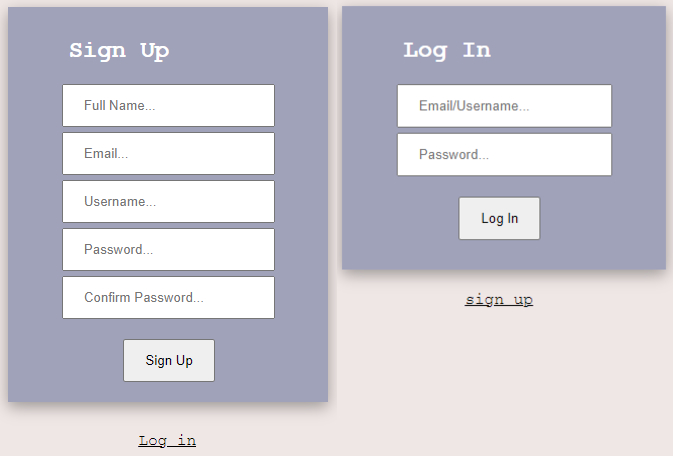 Sign Up
Full Name...
Email...
Username...
Password...
Confirm Password...
Sign Up
Log in
Log In
Email/Username...
Password...
Log In
sign up